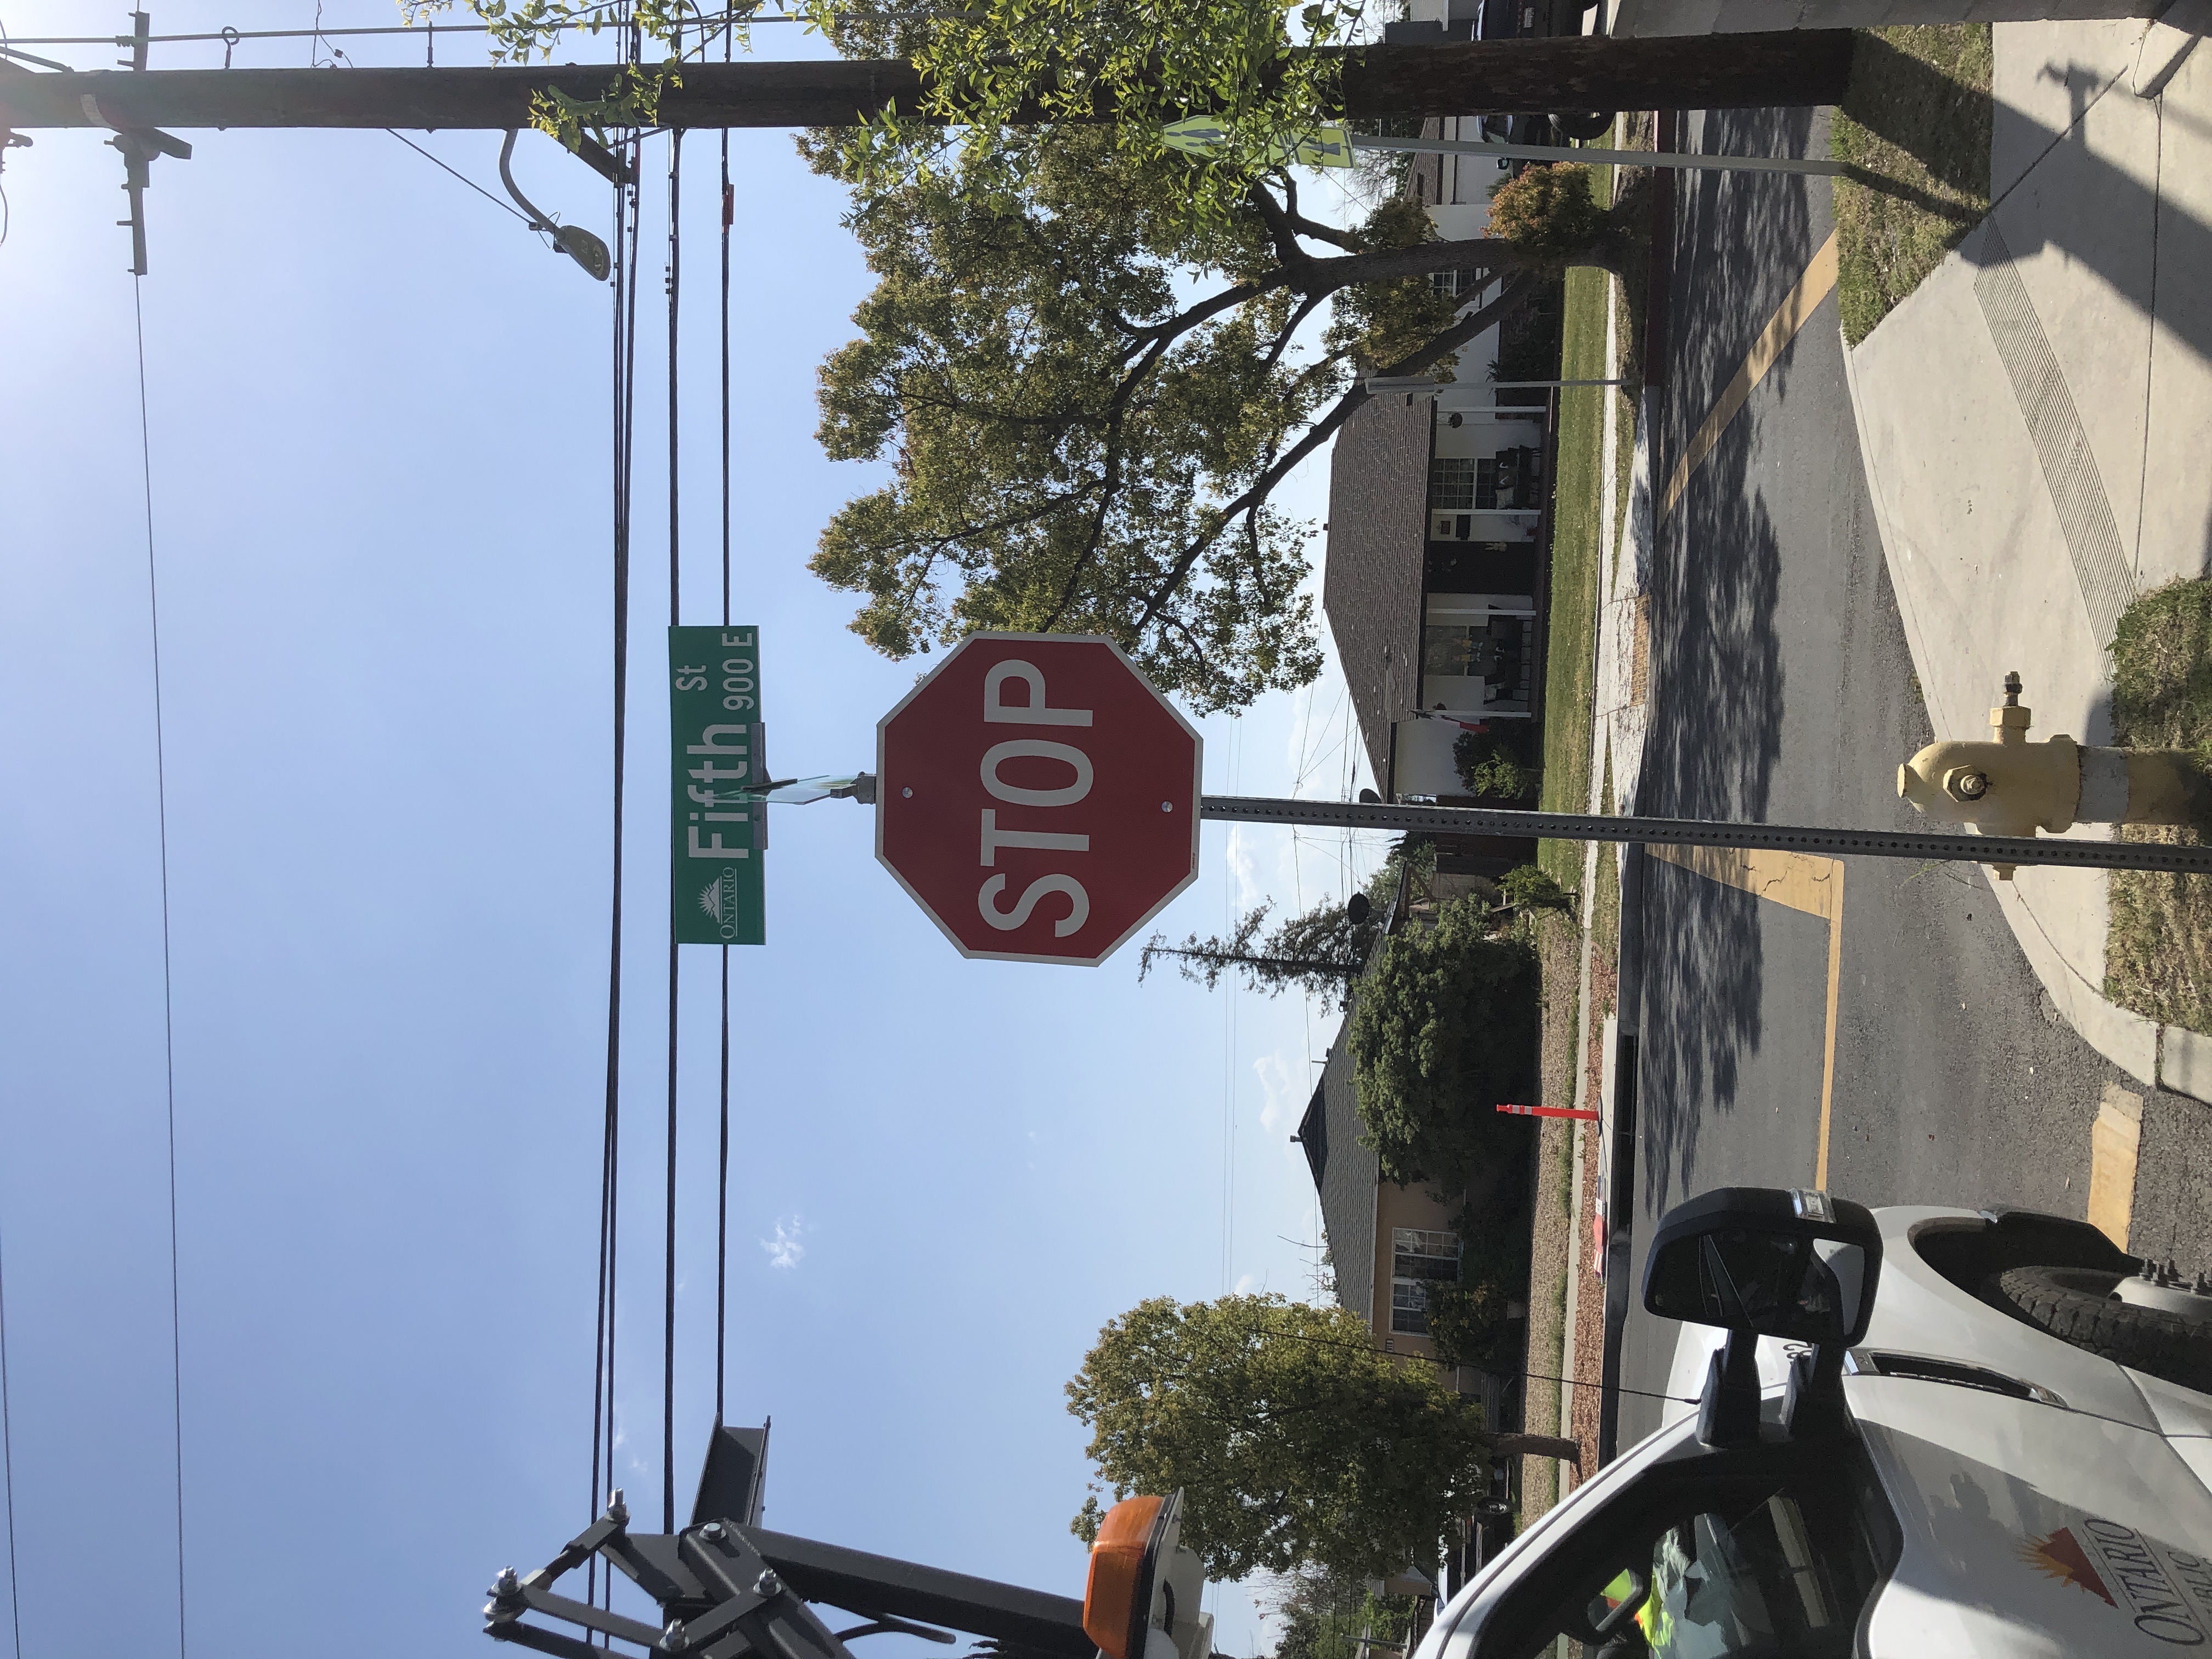 Fifth St
900 E
ONTARIO
STOP
ONTARIO